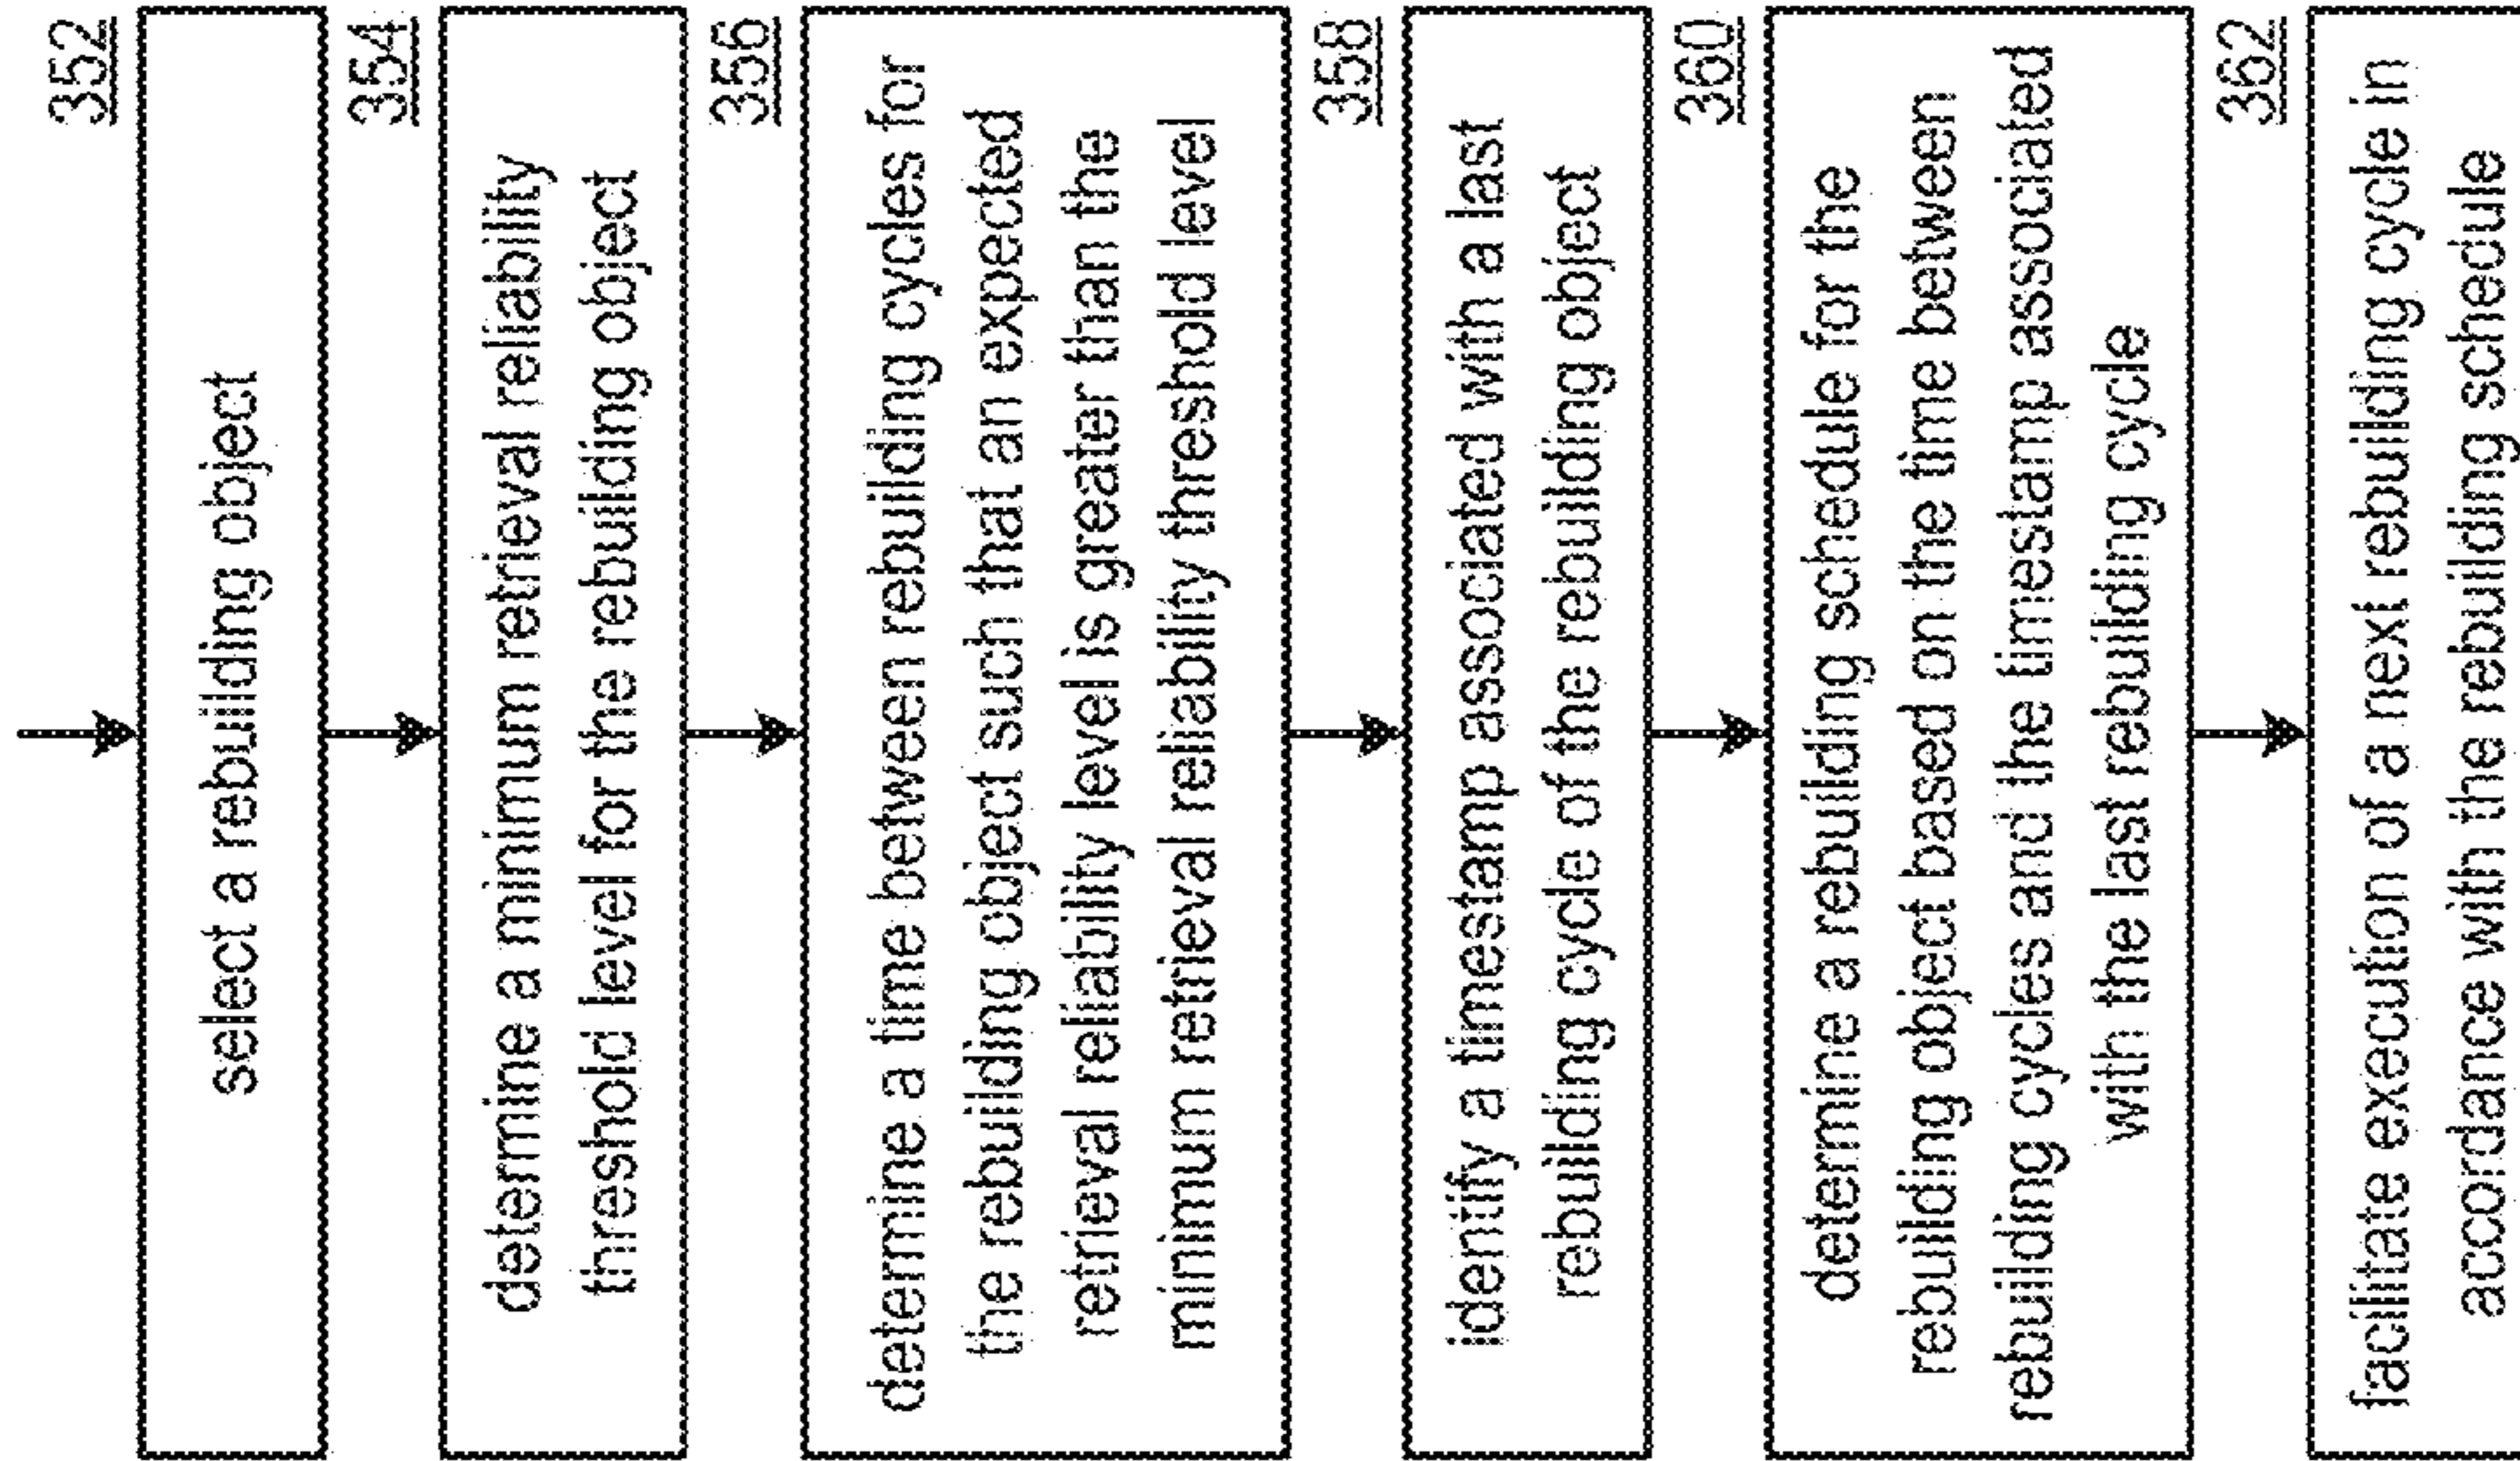 352
select a rebuilding object
354
determine a minimum retrieval reliability
threshold level for the rebuilding object
356
determine a time between rebuilding cycles for
the rebuilding object such that an expected
retrieval reliability level is greater than the
minimum retrieval reliability threshold level
358
identify a timestamp associated with a last
rebuilding cycle of the rebuilding object
360
determine a rebuilding schedule for the
rebuilding object based on the time between
rebuilding cycles and the timestamp associated
with the last rebuilding cycle
362
facilitate execution of a next rebuilding cycle in
accordance with the rebuilding schedule